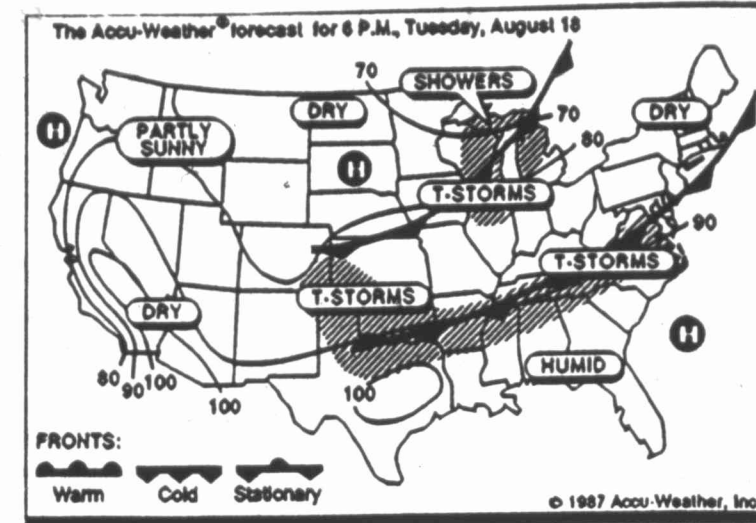 The Accu-Weather® forecast for 6 P.M., Tuesday, August 18
70
SHOWERS
DRY
70
DRY
H
PARTLY
SUNNY
80
H
T-STORMS
90
T-STORMS
T-STORMS
DRY
H
HUMID
80
90
100
100
100
FRONTS:
Warm
Cold
Stationary
© 1987 Accu-Weather, Inc